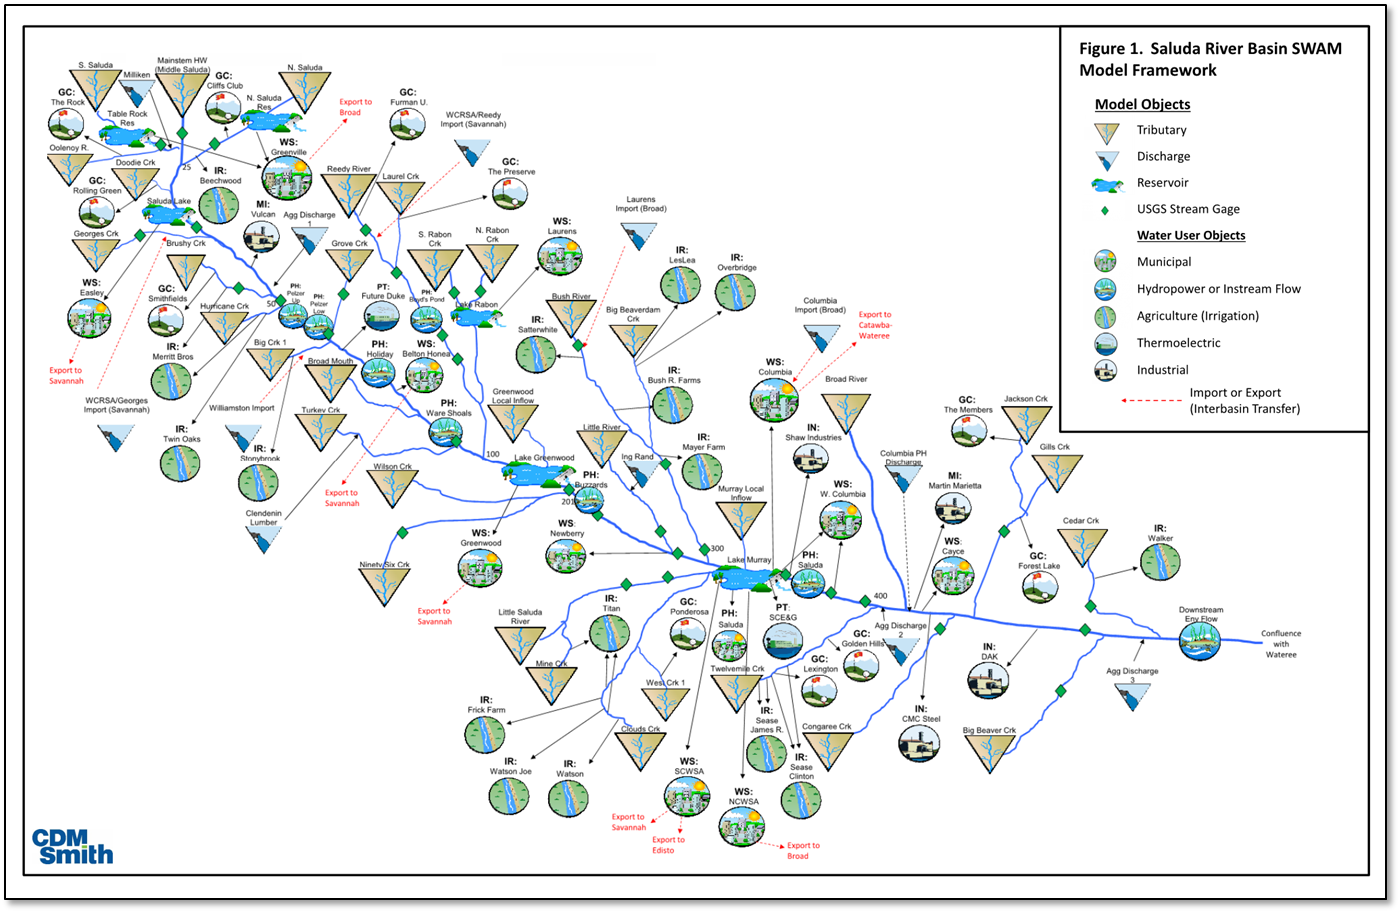 Figure 1. Saluda River Basin SWAM
Model Framework
Model Objects
Tributary
Discharge
Reservoir
USGS Stream Gage
Water User Objects
Municipal
Hydropower or Instream Flow
Agriculture (Irrigation)
Thermoelectric
Industrial
Import or Export
(Interbasin Transfer)
S. Saluda
Milliken
Mainstem HW
(Middle Saluda)
GC:
Cliffs Club
N. Saluda
GC:
The Rock
Table Rock
Res
N. Saluda
Res
Export to
Broad
GC:
Furman U.
WCRSA/Reedy
Import (Savannah)
Oolenoy R.
Doodie Crk
25
WS:
Greenville
IR:
Beechwood
Reedy River
Laurel Crk
GC:
The Preserve
GC:
Rolling Green
Saluda Lake
MI:
Vulcan
Agg Discharge
1
Georges Crk
Brushy Crk
Grove Crk
S. Rabon
Crk
N. Rabon
Crk
WS:
Laurens
Laurens
Import (Broad)
IR:
LesLea
IR:
Overbridge
WS:
Easley
GC:
Smithfields
Hurricane Crk
50
PH:
Pelzer
Up
PH:
Pelzer
Low
PT:
Future Duke
PH:
Boyd's Pond
Lake Rabon
Bush River
Big Beaverdam
Crk
IR:
Satterwhite
Columbia
Import (Broad)
Export to
Catawba-
Wateree
Export to
Savannah
IR:
Merritt Bros
Big Crk 1
Broad Mouth
PH:
Holiday
WS:
Belton Honea
WS:
Columbia
Broad River
IR:
Bush R. Farms
WCRSA/Georges
Import (Savannah)
Williamston Import
Turkey Crk
PH:
Ware Shoals
Greenwood
Local Inflow
GC:
The Members
Jackson Crk
IR:
Twin Oaks
IR:
Stonybrook
100
Little River
IN:
Shaw Industries
Gills Crk
Wilson Crk
Lake Greenwood
Ing Rand
IR:
Mayer Farm
Columbia PH
Discharge
Export to
Savannah
PH:
Buzzards
Murray Local
Inflow
WS:
W. Columbia
MI:
Martin Marietta
Clendenin
Lumber
WS:
Greenwood
WS:
Newberry
300
Lake Murray
PH:
Saluda
WS:
Cayce
GC:
Forest Lake
Cedar Crk
IR:
Walker
Ninety Six Crk
400
Export to
Savannah
Little Saluda
River
IR:
Titan
GC:
Ponderosa
PH:
Saluda
PT:
SCE&G
Agg Discharge
2
GC:
Golden Hills
Downstream
Env Flow
Confluence
with
Wateree
Mine Crk
West Crk 1
Twelvemile Crk
GC:
Lexington
IN:
DAK
Agg Discharge
3
IR:
Frick Farm
Clouds Crk
IR:
Sease
James R.
Congaree Crk
IN:
CMC Steel
Big Beaver Crk
IR:
Watson Joe
IR:
Watson
WS:
SCWSA
IR:
Sease
Clinton
WS:
NCWSA
Export to
Savannah
Export to
Edisto
Export to
Broad
CDM
Smith